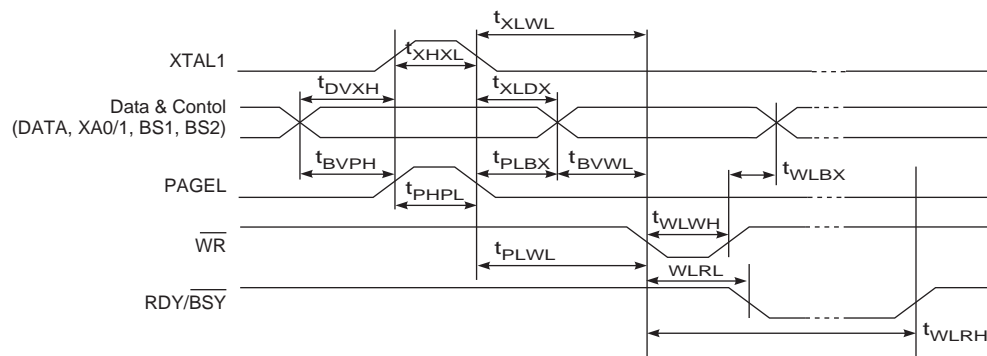 tXLWL
XTAL1
tXHXL
tDVXH
tXLDX
Data & Contol
(DATA, XA0/1, BS1, BS2)
tBVPH
tPLBX
tBVWL
tWLBX
PAGEL
tPHPL
tWLWH
WR
tPLWL
WLRL
RDY/BSY
tWLRH